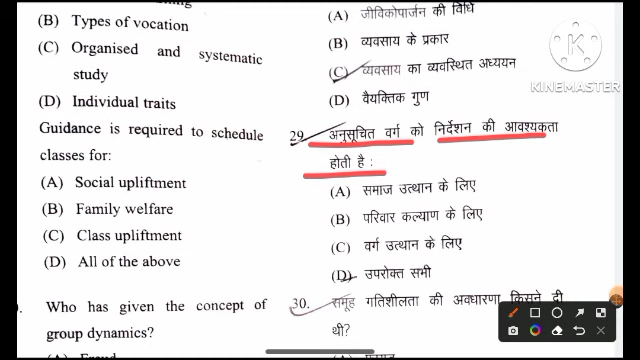 (B) Types of vocation
(C) Organised and systematic
study
(D) Individual traits
Guidance is required to schedule
classes for:
(A) Social upliftment
(B) Family welfare
(C) Class upliftment
(D) All of the above
Who has given the concept of
group dynamics?
(A) जीविकोपार्जन की विधि
(B) व्यवसाय के प्रकार
(C) व्यवसाय का व्यवस्थित अध्ययन
(D) वैयक्तिक गुण
29. अनुसूचित वर्ग को निर्देशन की आवश्यकता
होती है :
(A) समाज उत्थान के लिए
(B) परिवार कल्याण के लिए
(C) वर्ग उत्थान के लिए
(D) उपरोक्त सभी
30. समूह गतिशीलता की अवधारणा किसने दी
थी?
KINEMASTER